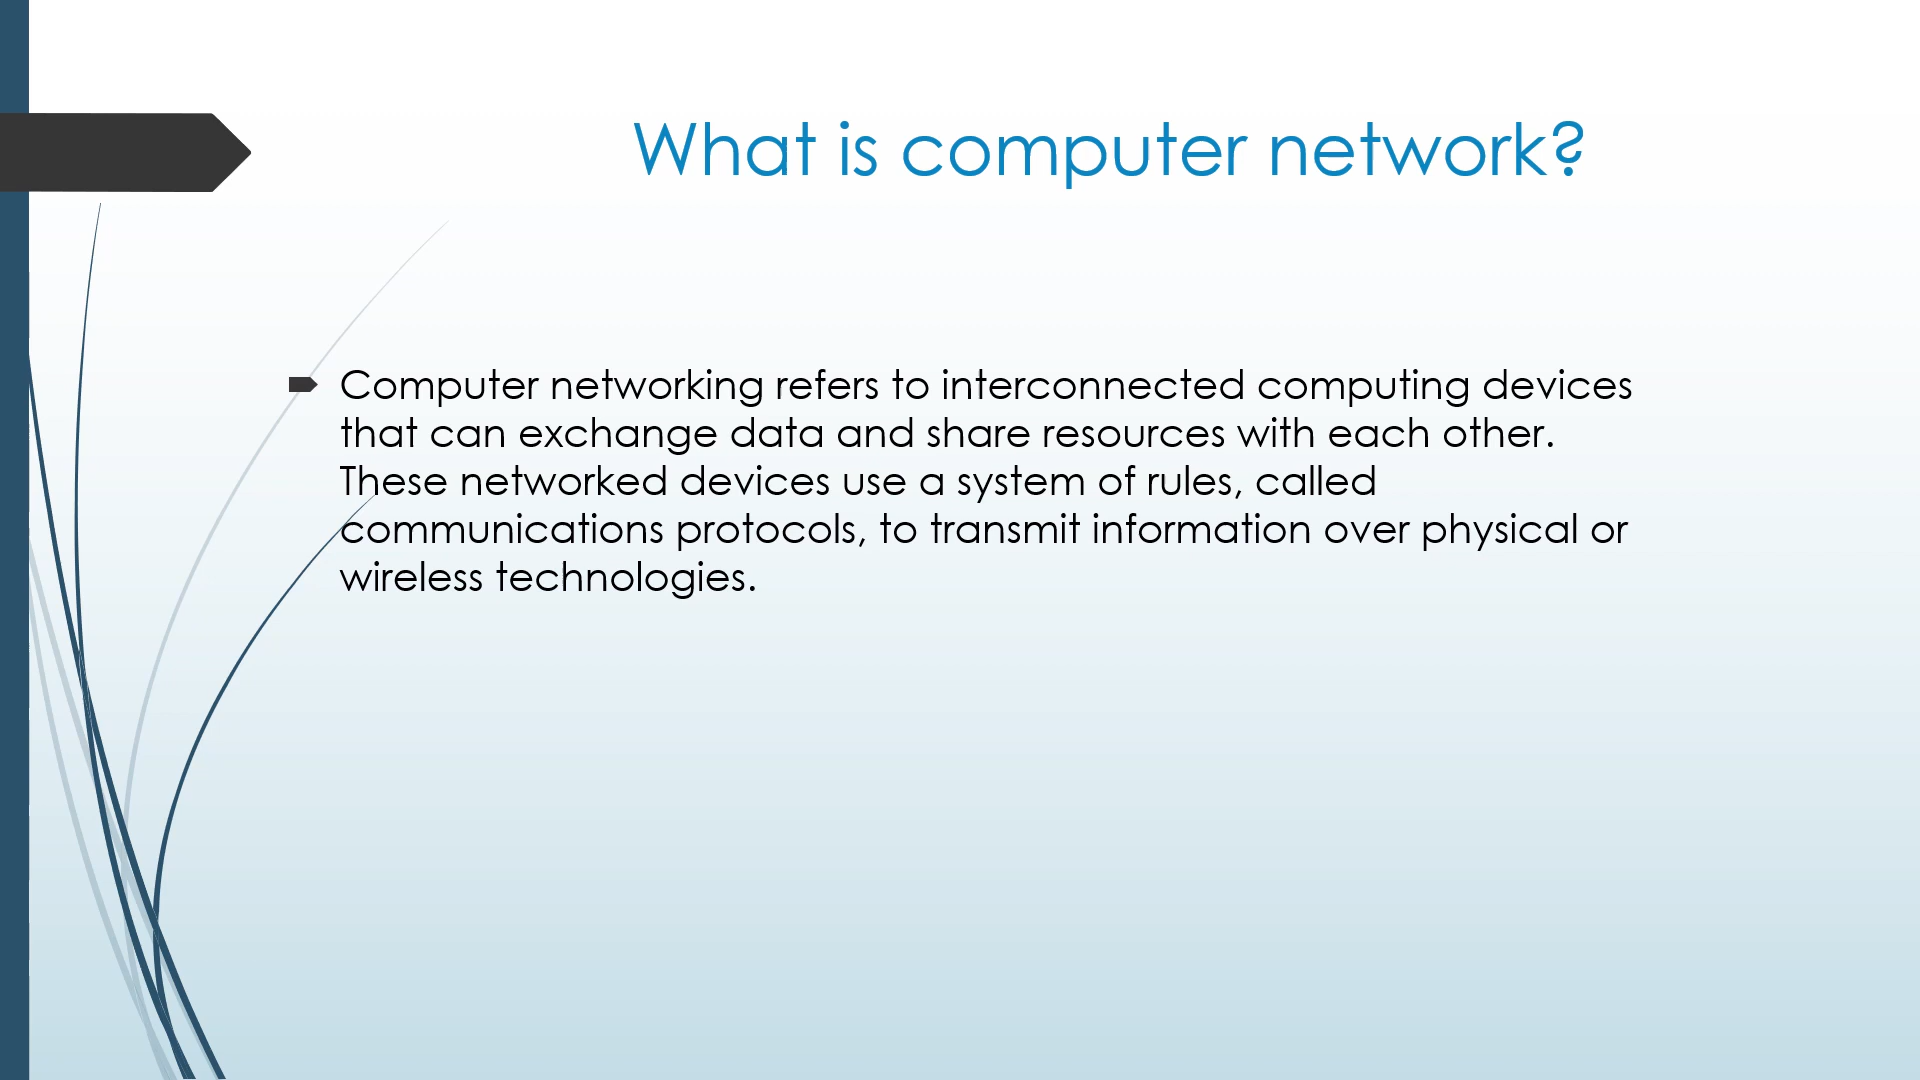 What is computer network?
Computer networking refers to interconnected computing devices
that can exchange data and share resources with each other.
These networked devices use a system of rules, called
communications protocols, to transmit information over physical or
wireless technologies.